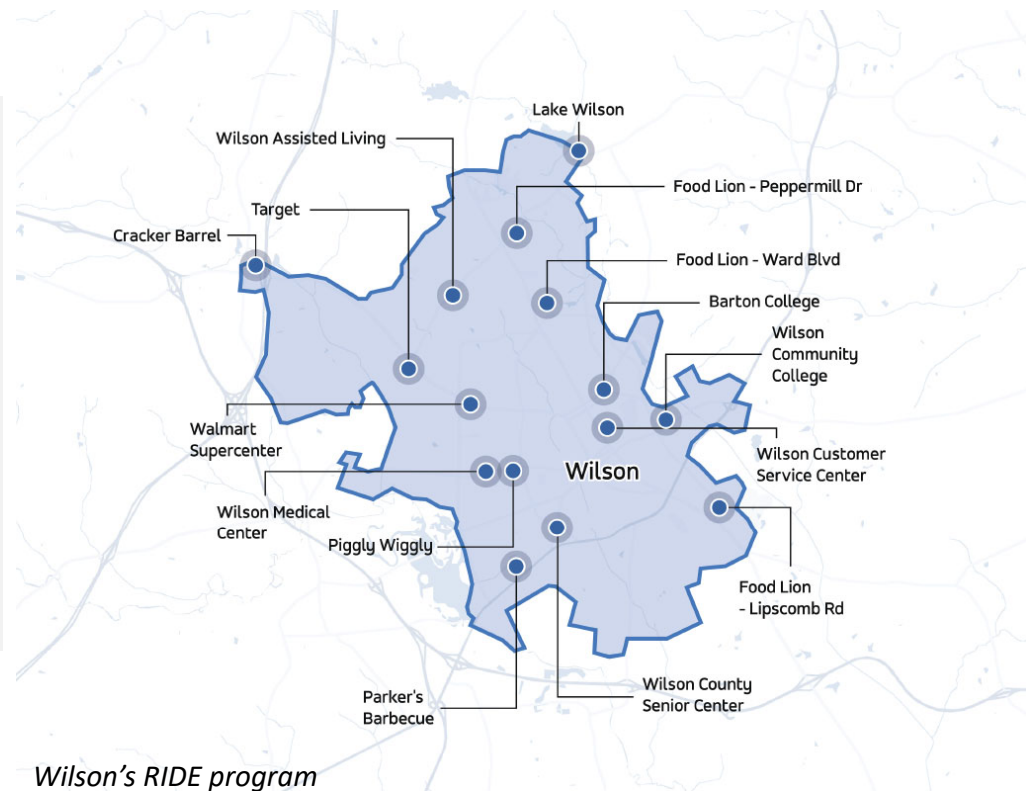 Lake Wilson
Wilson Assisted Living
Food Lion - Peppermill Dr
Target
Cracker Barrel
Food Lion - Ward Blvd
Barton College
Wilson
Community
College
Walmart
Supercenter
Wilson Customer
Service Center
Wilson
Wilson Medical
Center
Piggly Wiggly
Food Lion
- Lipscomb Rd
Wilson County
Senior Center
Parker's
Barbecue
Wilson's RIDE program